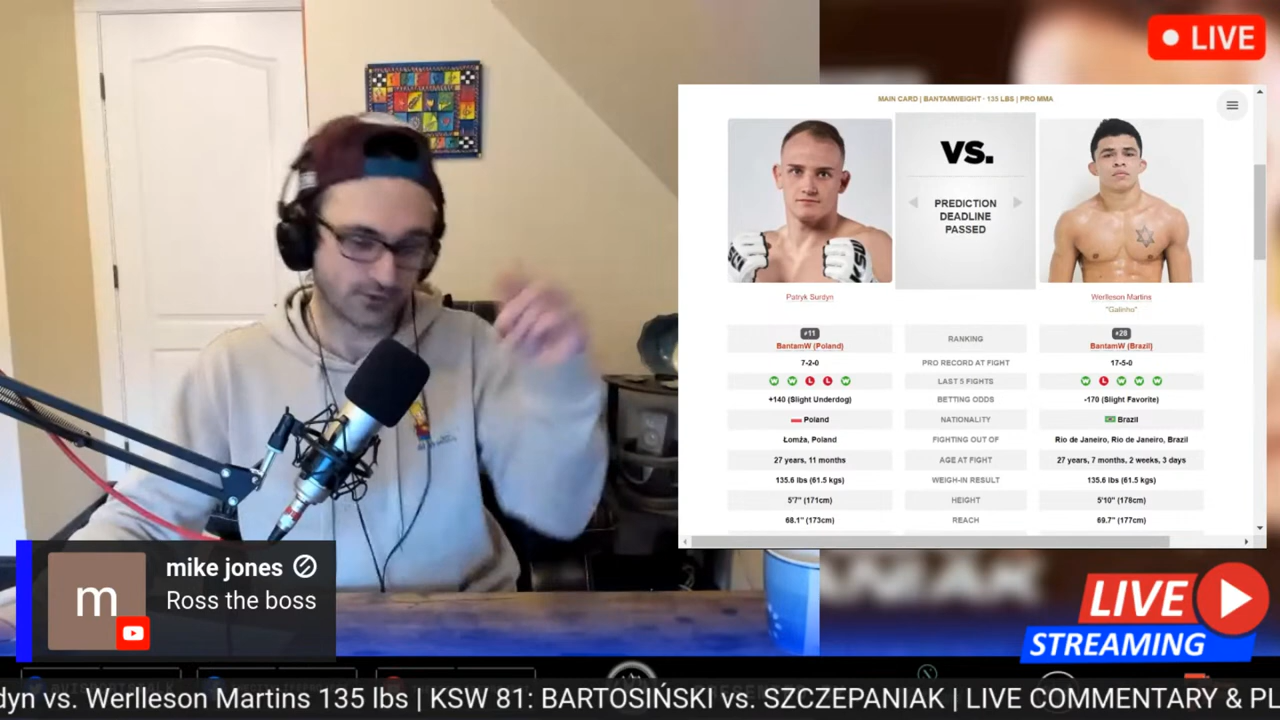 LIVE
MAIN CARD | BANTAMWEIGHT · 135 LBS | PRO MMA
VS.
PREDICTION
DEADLINE
PASSED
Patryk Surdyn
Werlleson Martins
"Galinho"
#11 RANKING #28
BantamW (Poland) BantamW (Brazil)
7-2-0 PRO RECORD AT FIGHT 17-5-0
W W L L W LAST 5 FIGHTS W L W W W
+140 (Slight Underdog) BETTING ODDS -170 (Slight Favorite)
Poland NATIONALITY Brazil
Łomża, Poland FIGHTING OUT OF Rio de Janeiro, Rio de Janeiro, Brazil
27 years, 11 months AGE AT FIGHT 27 years, 7 months, 2 weeks, 3 days
135.6 lbs (61.5 kgs) WEIGH-IN RESULT 135.6 lbs (61.5 kgs)
5'7" (171cm) HEIGHT 5'10" (178cm)
68.1" (173cm) REACH 69.7" (177cm)
m
mike jones
Ross the boss
LIVE
STREAMING
dyn vs. Werlleson Martins 135 lbs | KSW 81: BARTOSIŃSKI vs. SZCZEPANIAK | LIVE COMMENTARY & PL